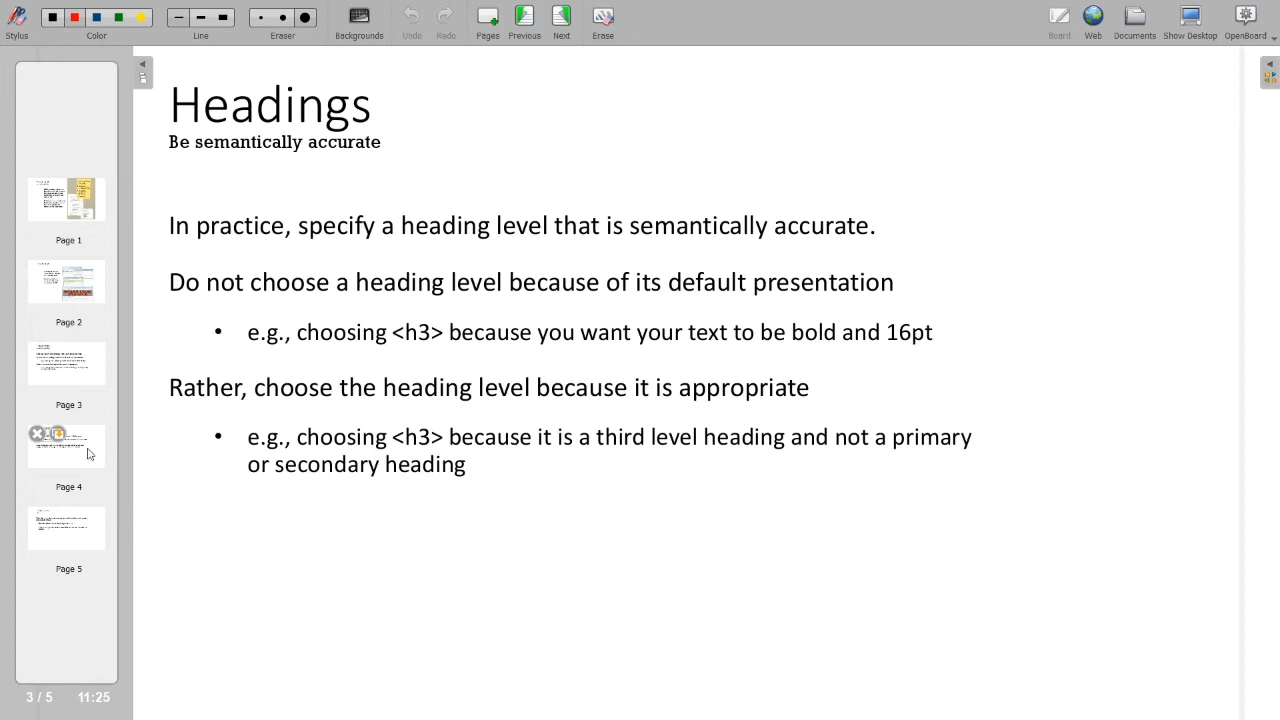 Stylus
Color
Line
Eraser
Backgrounds
Undo
Redo
Pages
Previous
Next
Erase
Board
Web
Documents
Show Desktop
OpenBoard
Headings
Be semantically accurate
In practice, specify a heading level that is semantically accurate.
Do not choose a heading level because of its default presentation
• e.g., choosing <h3> because you want your text to be bold and 16pt
Rather, choose the heading level because it is appropriate
• e.g., choosing <h3> because it is a third level heading and not a primary
or secondary heading
Page 1
Page 2
Page 3
Page 4
Page 5
3 / 5
11:25